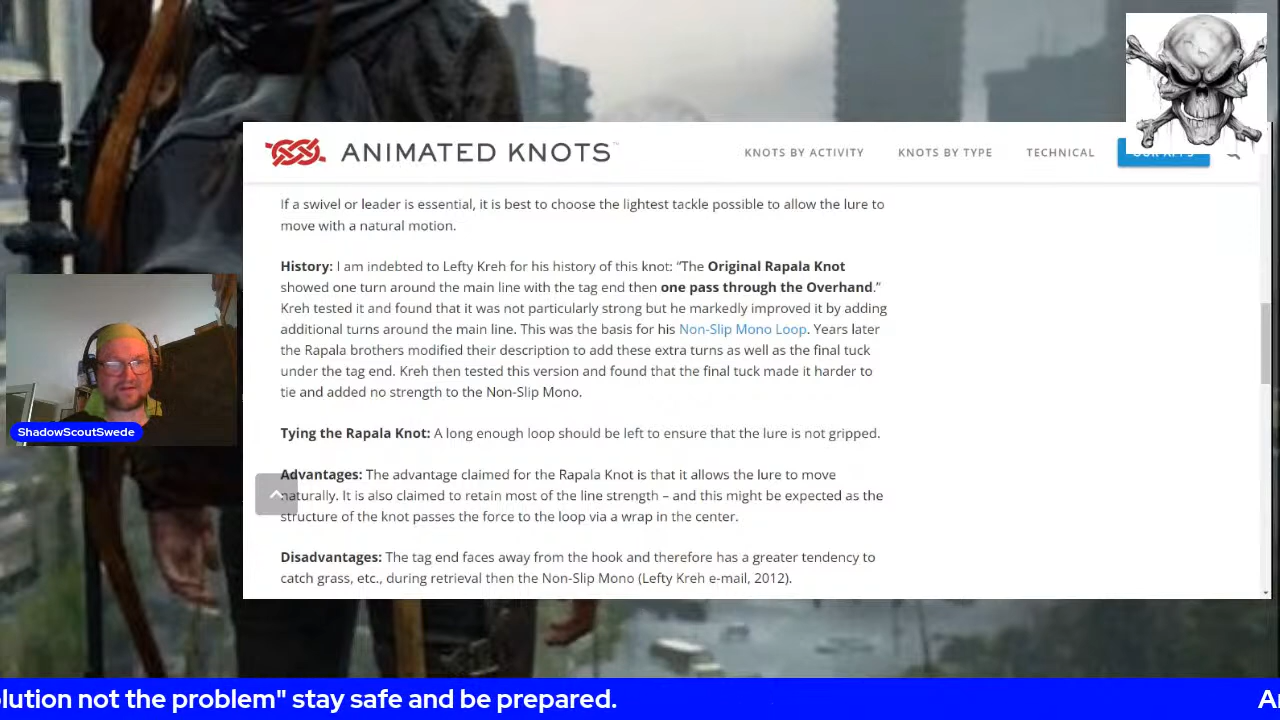 ANIMATED KNOTS
KNOTS BY ACTIVITY
KNOTS BY TYPE
TECHNICAL
If a swivel or leader is essential, it is best to choose the lightest tackle possible to allow the lure to
move with a natural motion.
History: I am indebted to Lefty Kreh for his history of this knot: “The Original Rapala Knot
showed one turn around the main line with the tag end then one pass through the Overhand.”
Kreh tested it and found that it was not particularly strong but he markedly improved it by adding
additional turns around the main line. This was the basis for his Non-Slip Mono Loop. Years later
the Rapala brothers modified their description to add these extra turns as well as the final tuck
under the tag end. Kreh then tested this version and found that the final tuck made it harder to
tie and added no strength to the Non-Slip Mono.
Tying the Rapala Knot: A long enough loop should be left to ensure that the lure is not gripped.
Advantages: The advantage claimed for the Rapala Knot is that it allows the lure to move
naturally. It is also claimed to retain most of the line strength – and this might be expected as the
structure of the knot passes the force to the loop via a wrap in the center.
Disadvantages: The tag end faces away from the hook and therefore has a greater tendency to
catch grass, etc., during retrieval then the Non-Slip Mono (Lefty Kreh e-mail, 2012).
ShadowScoutSwede
olution not the problem" stay safe and be prepared.